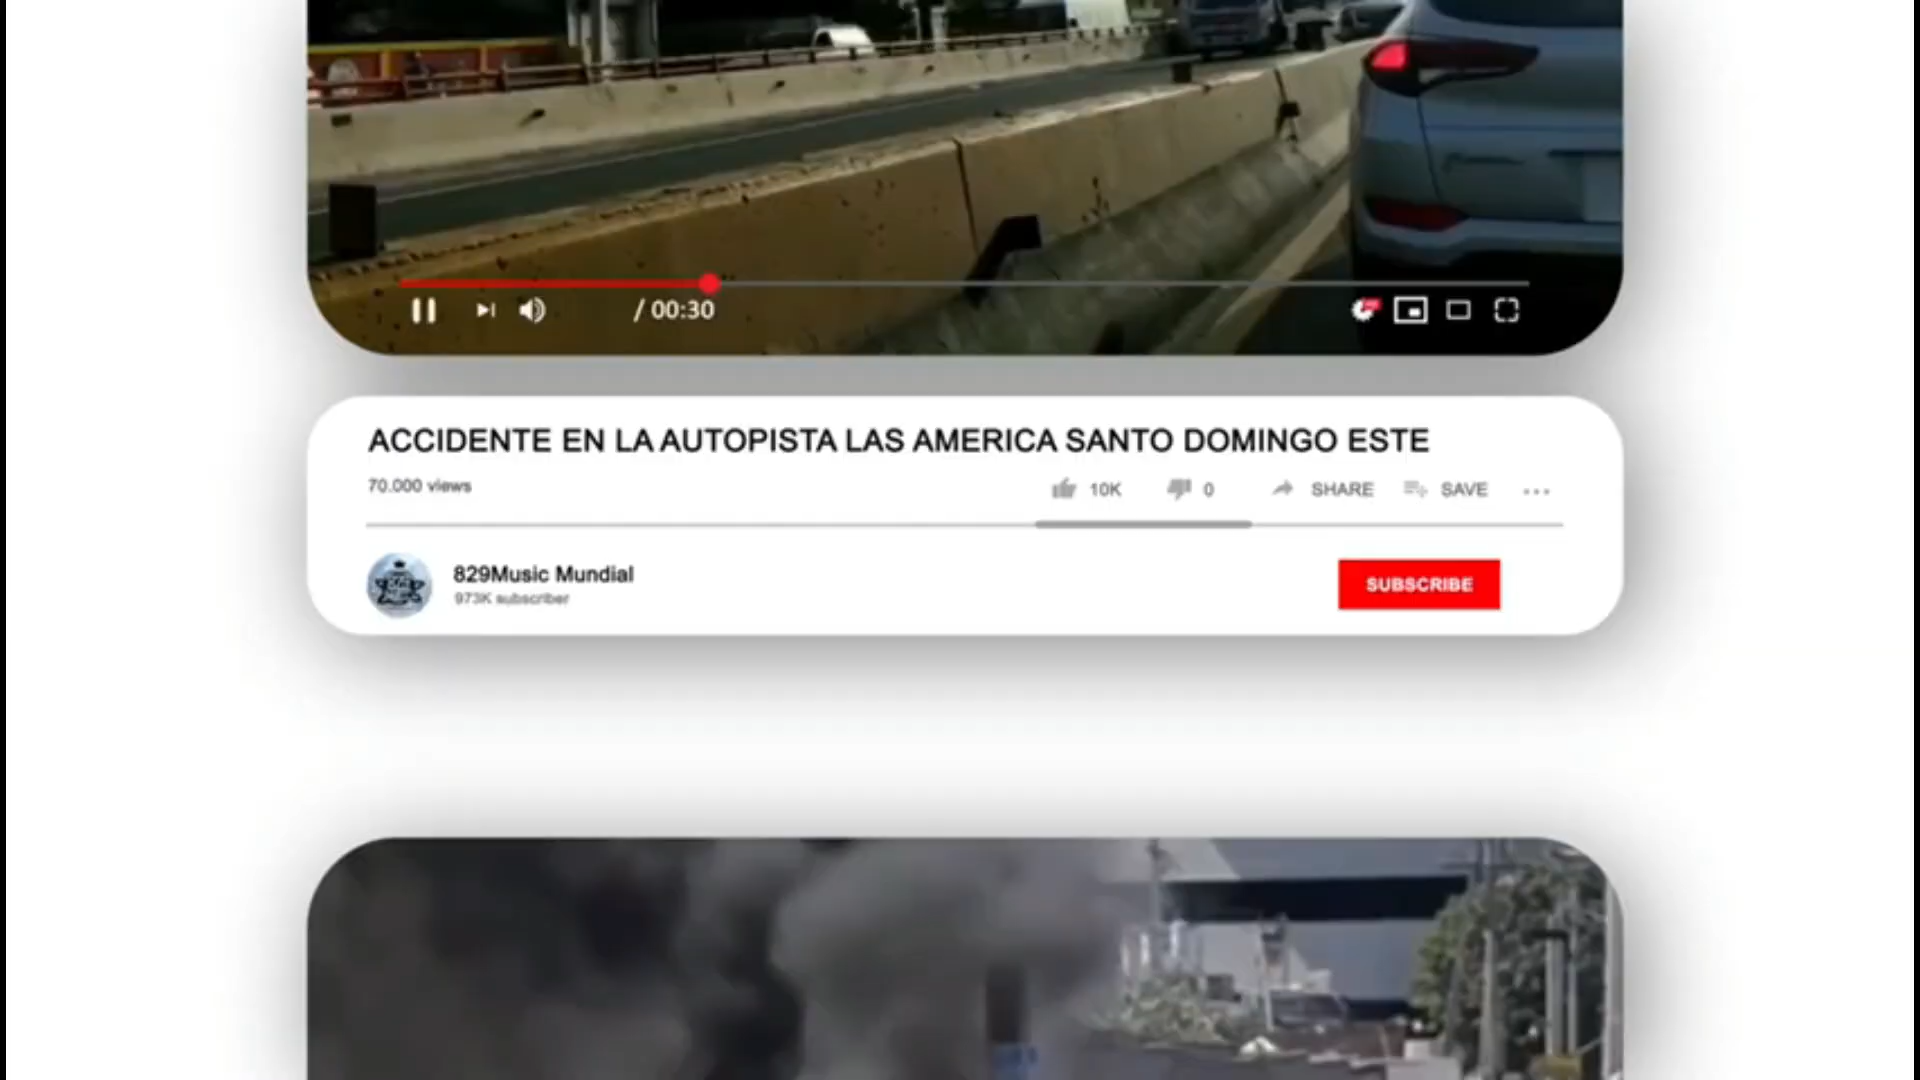 / 00:30
ACCIDENTE EN LA AUTOPISTA LAS AMERICA SANTO DOMINGO ESTE
70.000 views
10K 0 SHARE SAVE
829Music Mundial
973K subscriber
SUBSCRIBE